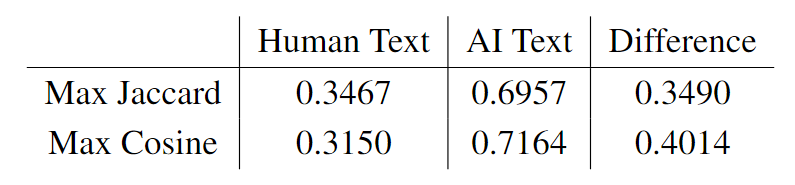 Human Text AI Text Difference
Max Jaccard 0.3467 0.6957 0.3490
Max Cosine 0.3150 0.7164 0.4014